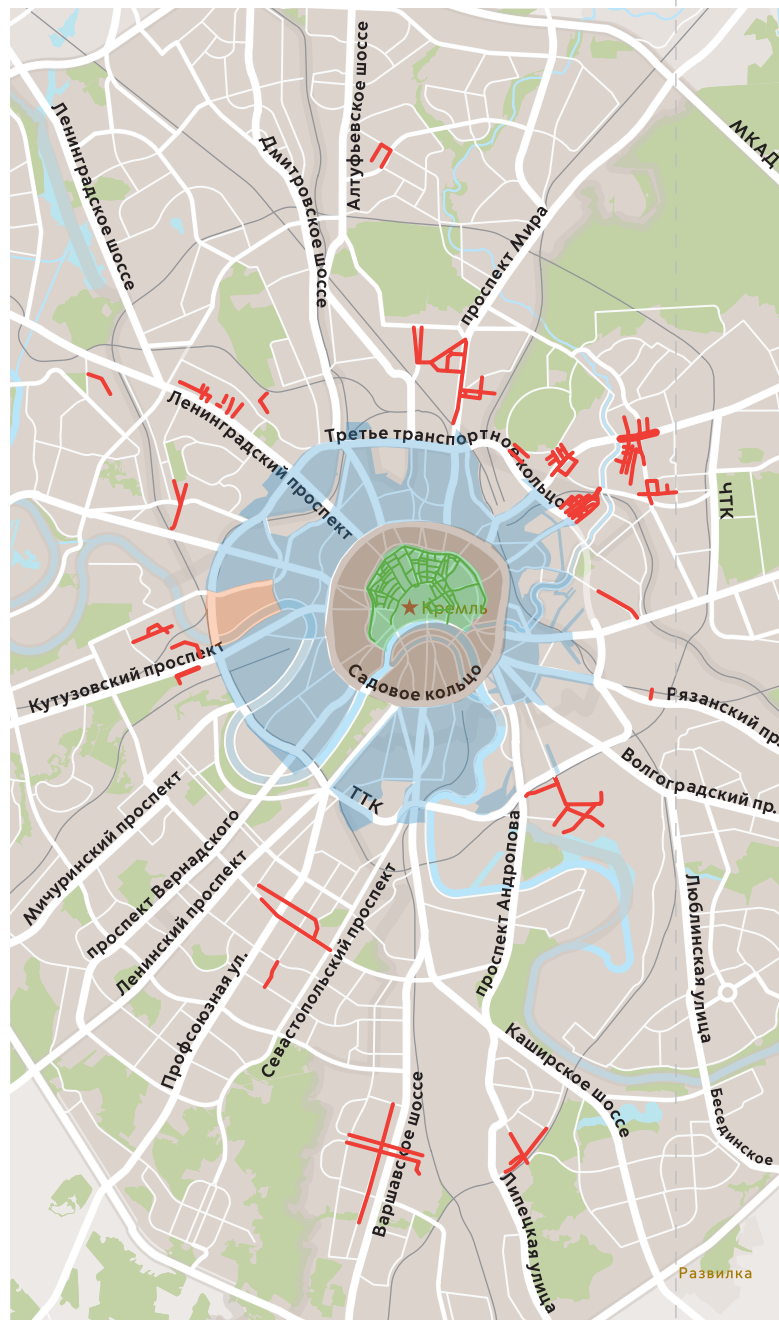 Алтуфьевское шоссе
Ленинградское шоссе
Дмитровское шоссе
МКАД
проспект Мира
Ленинградский проспект
Третье транспортное кольцо
ЧТК
Кремль
Садовое кольцо
Кутузовский проспект
Рязанский пр.
Волгоградский пр.
ТТК
Мичуринский проспект
проспект Вернадского
Ленинский проспект
проспект Андропова
Люблинская улица
Профсоюзная ул.
Севастопольский проспект
Каширское шоссе
Варшавское шоссе
Бесединское
Липецкая улица
Развилка